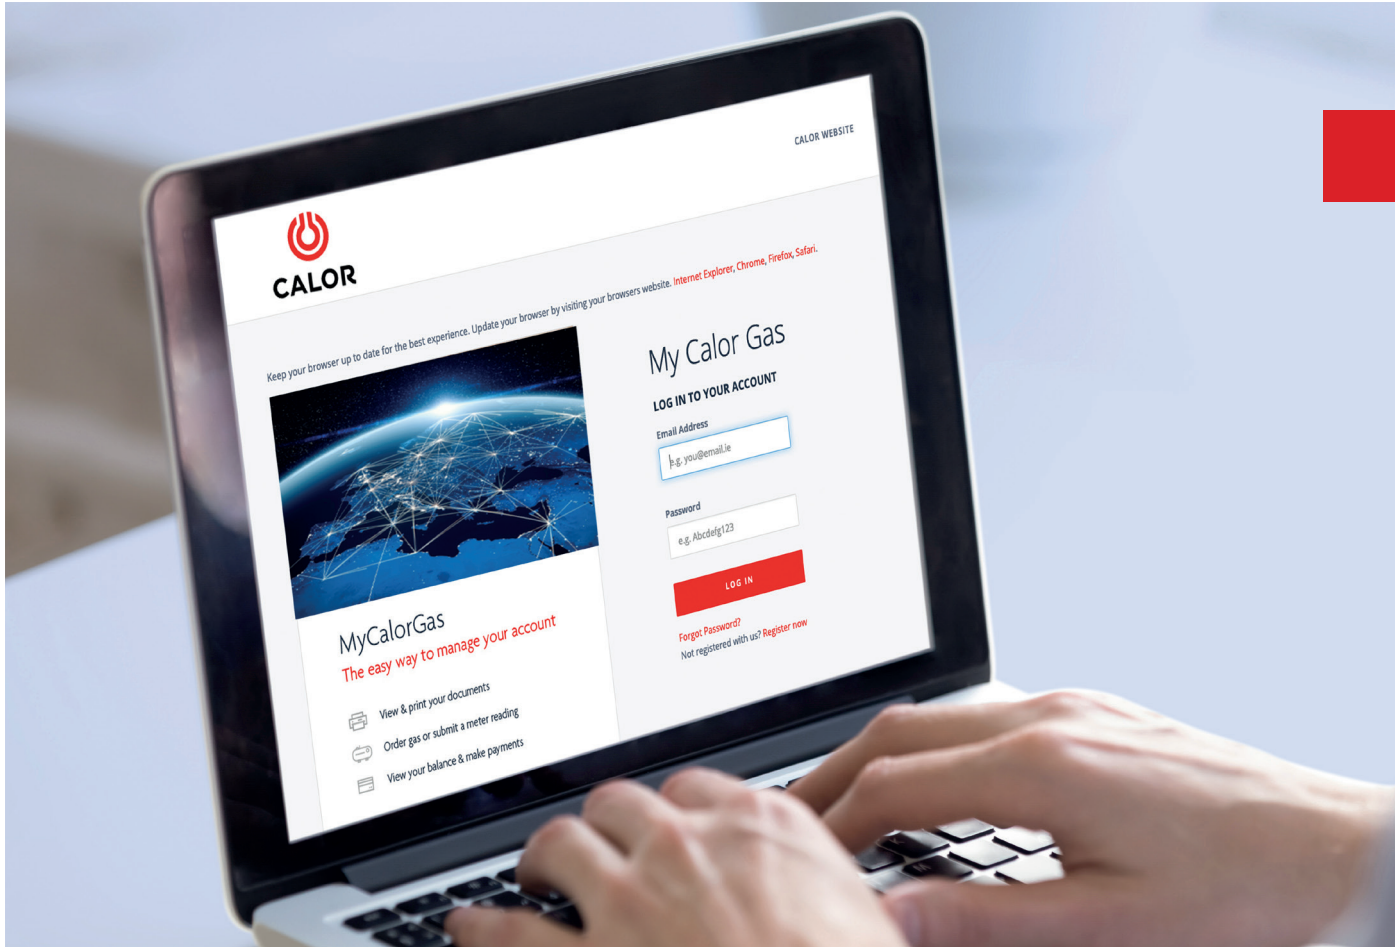 CALOR WEBSITE
CALOR
Keep your browser up to date for the best experience. Update your browser by visiting your browsers website. Internet Explorer, Chrome, Firefox, Safari.
My Calor Gas
LOG IN TO YOUR ACCOUNT
Email Address
e.g. you@email.ie
Password
e.g. Abcdefg123
LOG IN
Forgot Password?
Not registered with us? Register now
MyCalorGas
The easy way to manage your account
View & print your documents
Order gas or submit a meter reading
View your balance & make payments